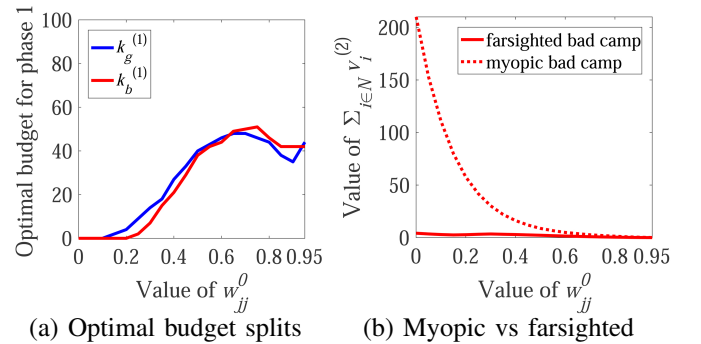 Optimal budget for phase 1
100
80
60
40
20
0
k_g^(1)
k_b^(1)
0 0.2 0.4 0.6 0.8 0.95
Value of w_jj^0
(a) Optimal budget splits
Value of Σ_{i∈N} v_i^(2)
200
150
100
50
0
farsighted bad camp
myopic bad camp
0 0.2 0.4 0.6 0.8 0.95
Value of w_jj^0
(b) Myopic vs farsighted